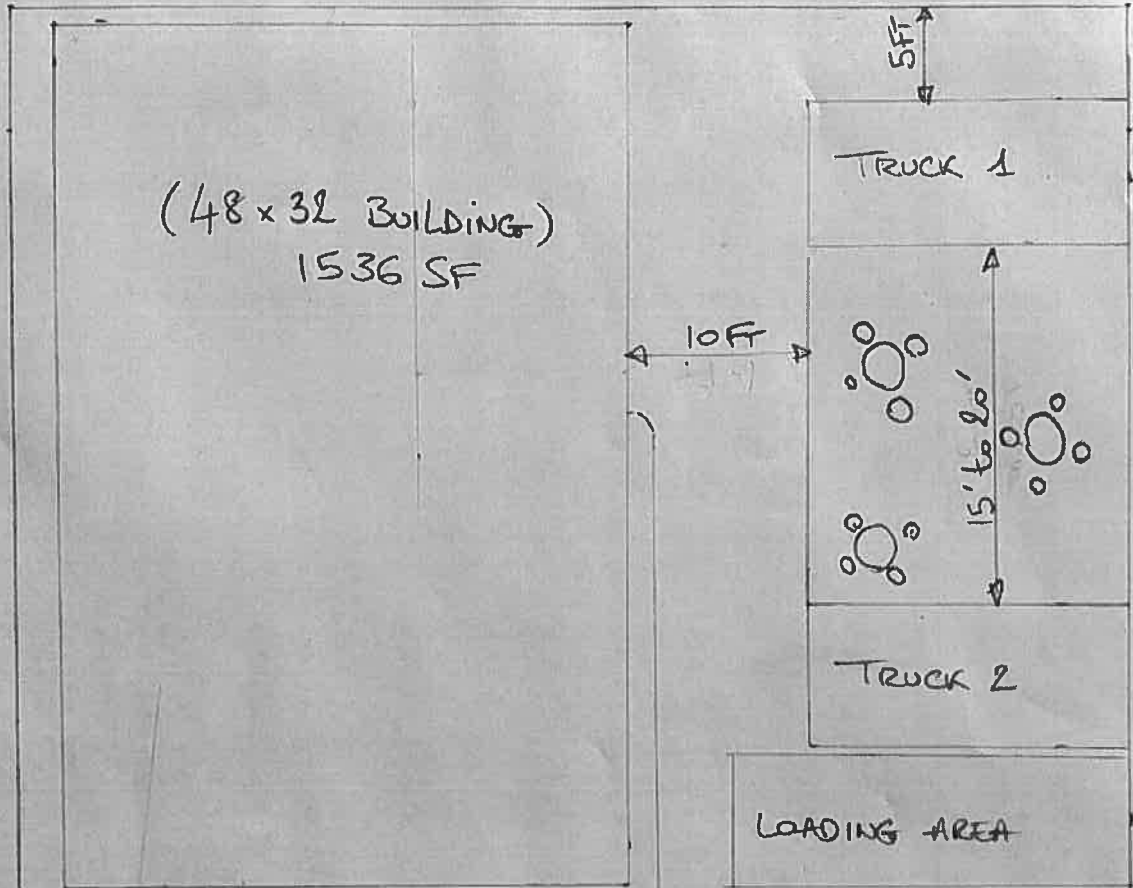 5FT
TRUCK 1
(48 x 32 BUILDING)
1536 SF
10FT
15' to 20'
TRUCK 2
LOADING AREA